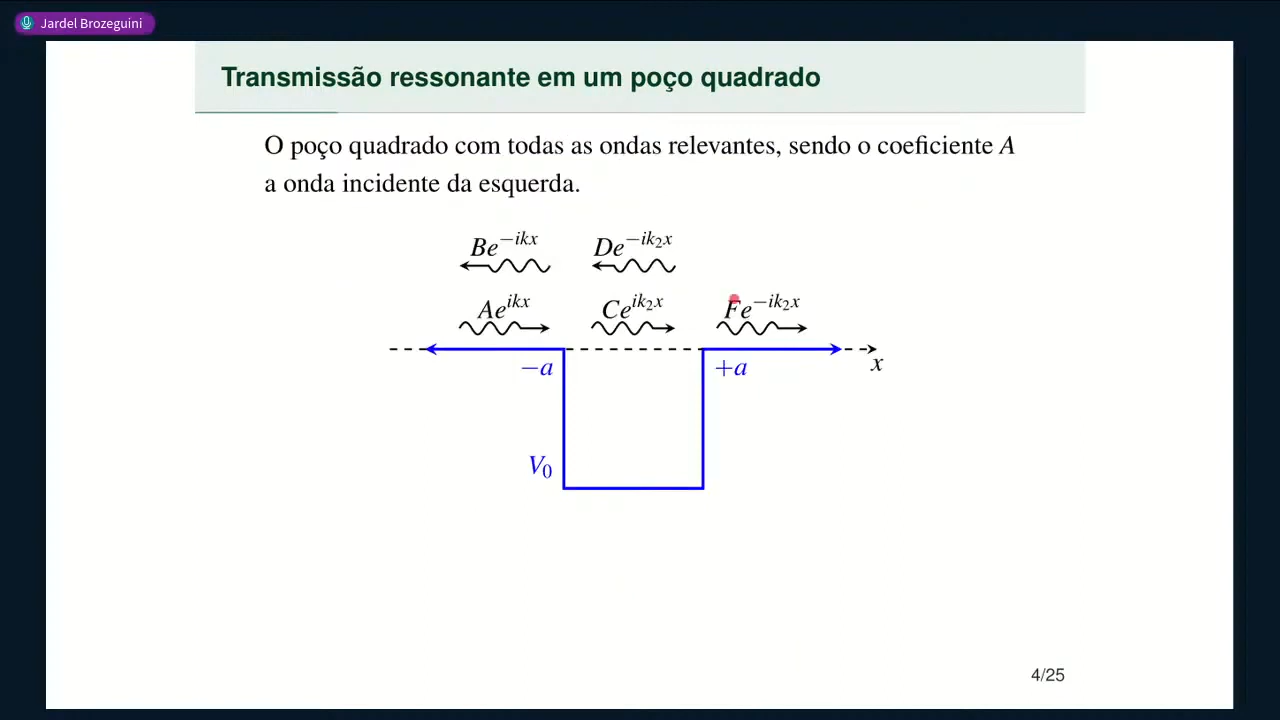 Jardel Brozeguini
Transmissão ressonante em um poço quadrado
O poço quadrado com todas as ondas relevantes, sendo o coeficiente A
a onda incidente da esquerda.
Be^{−ikx} De^{−ik₂x}
Ae^{ikx} Ce^{ik₂x} Fe^{−ik₂x}
−a +a x
V₀
4/25